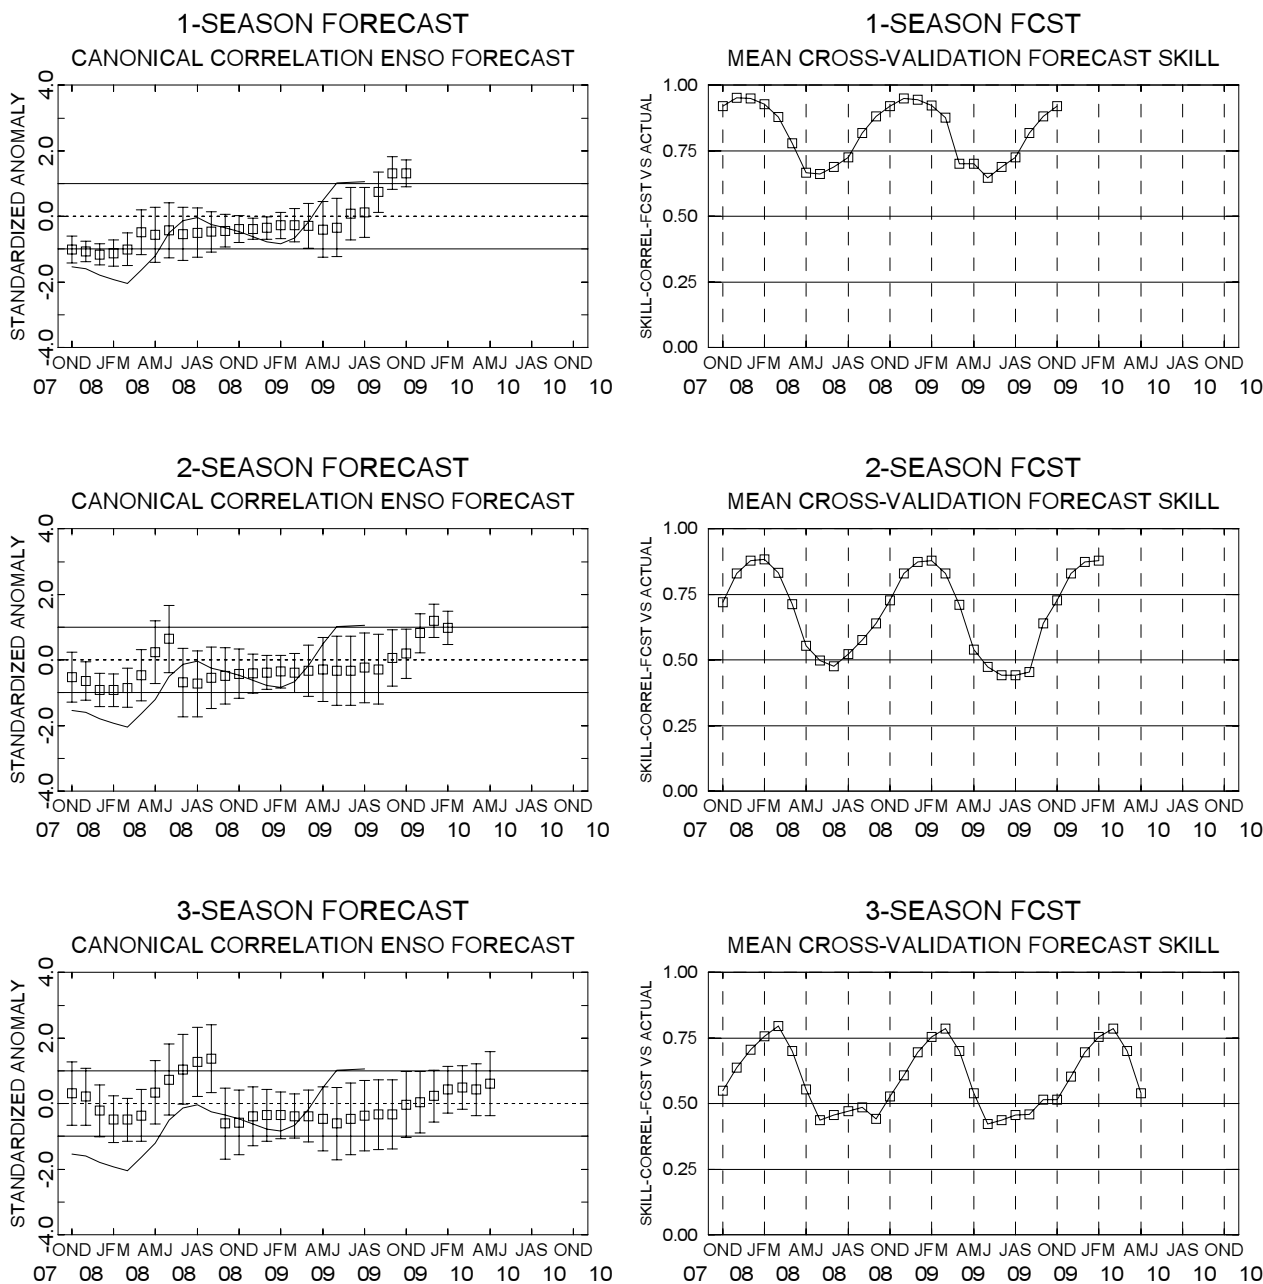 1-SEASON FORECAST
CANONICAL CORRELATION ENSO FORECAST
STANDARDIZED ANOMALY
4.0
2.0
0.0
-2.0
-4.0
OND JFM AMJ JAS OND JFM AMJ JAS OND JFM AMJ JAS OND
07 08 08 08 08 09 09 09 09 10 10 10 10
1-SEASON FCST
MEAN CROSS-VALIDATION FORECAST SKILL
SKILL-CORREL-FCST VS ACTUAL
1.00
0.75
0.50
0.25
0.00
OND JFM AMJ JAS OND JFM AMJ JAS OND JFM AMJ JAS OND
07 08 08 08 08 09 09 09 09 10 10 10 10
2-SEASON FORECAST
CANONICAL CORRELATION ENSO FORECAST
STANDARDIZED ANOMALY
4.0
2.0
0.0
-2.0
-4.0
OND JFM AMJ JAS OND JFM AMJ JAS OND JFM AMJ JAS OND
07 08 08 08 08 09 09 09 09 10 10 10 10
2-SEASON FCST
MEAN CROSS-VALIDATION FORECAST SKILL
SKILL-CORREL-FCST VS ACTUAL
1.00
0.75
0.50
0.25
0.00
OND JFM AMJ JAS OND JFM AMJ JAS OND JFM AMJ JAS OND
07 08 08 08 08 09 09 09 09 10 10 10 10
3-SEASON FORECAST
CANONICAL CORRELATION ENSO FORECAST
STANDARDIZED ANOMALY
4.0
2.0
0.0
-2.0
-4.0
OND JFM AMJ JAS OND JFM AMJ JAS OND JFM AMJ JAS OND
07 08 08 08 08 09 09 09 09 10 10 10 10
3-SEASON FCST
MEAN CROSS-VALIDATION FORECAST SKILL
SKILL-CORREL-FCST VS ACTUAL
1.00
0.75
0.50
0.25
0.00
OND JFM AMJ JAS OND JFM AMJ JAS OND JFM AMJ JAS OND
07 08 08 08 08 09 09 09 09 10 10 10 10